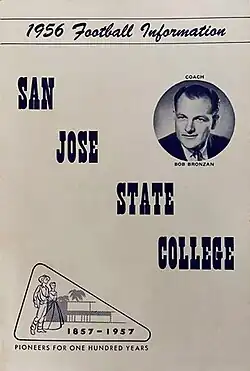 1956 Football Information
COACH
BOB BRONZAN
SAN
JOSE
STATE
COLLEGE
1857-1957
PIONEERS FOR ONE HUNDRED YEARS